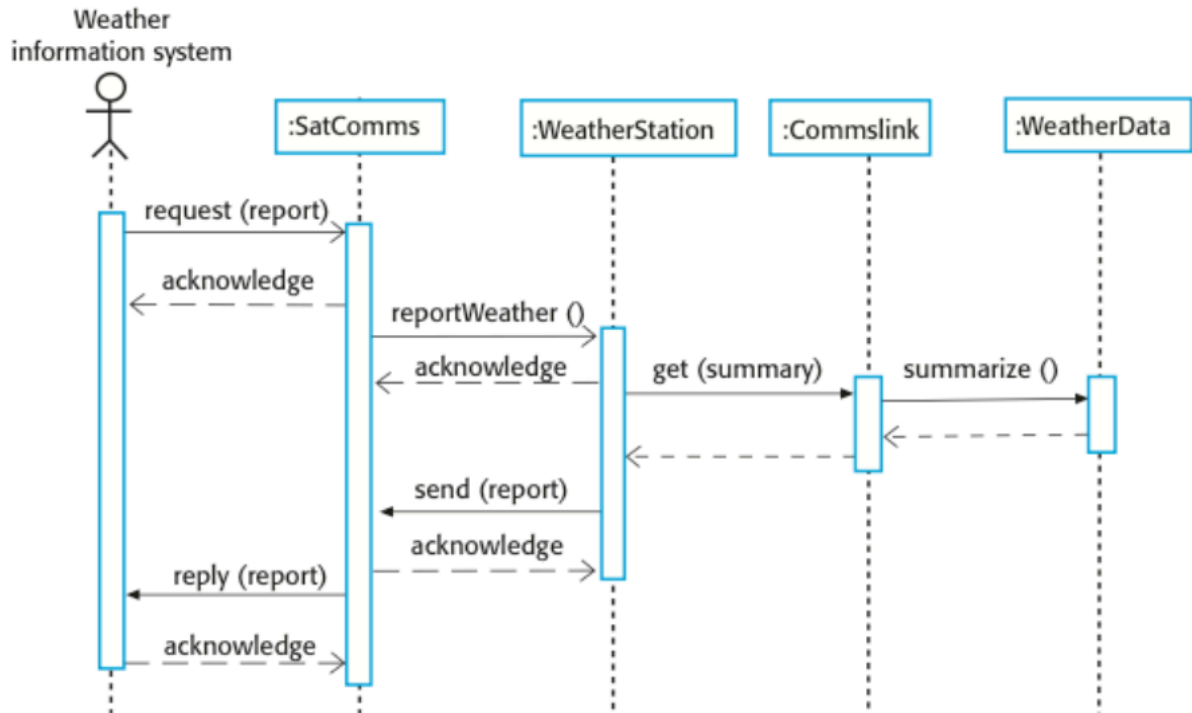 Weather
information system
:SatComms
:WeatherStation
:Commslink
:WeatherData
request (report)
acknowledge
reportWeather ()
acknowledge
get (summary)
summarize ()
send (report)
acknowledge
reply (report)
acknowledge